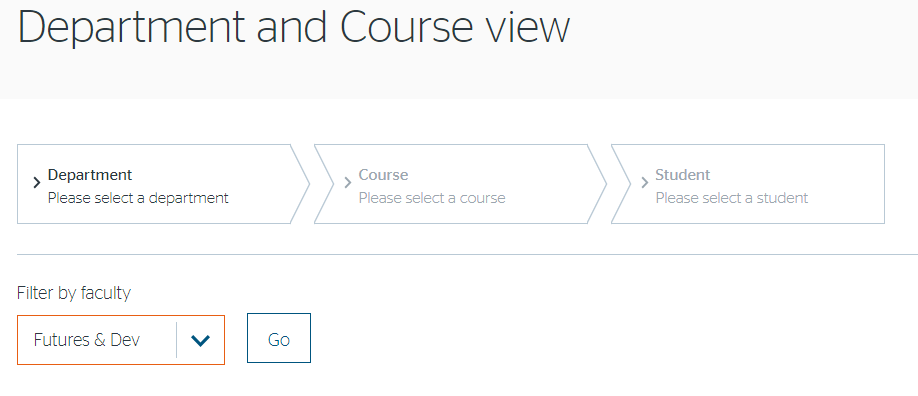 Department and Course view
Department
Please select a department
Course
Please select a course
Student
Please select a student
Filter by faculty
Futures & Dev
Go